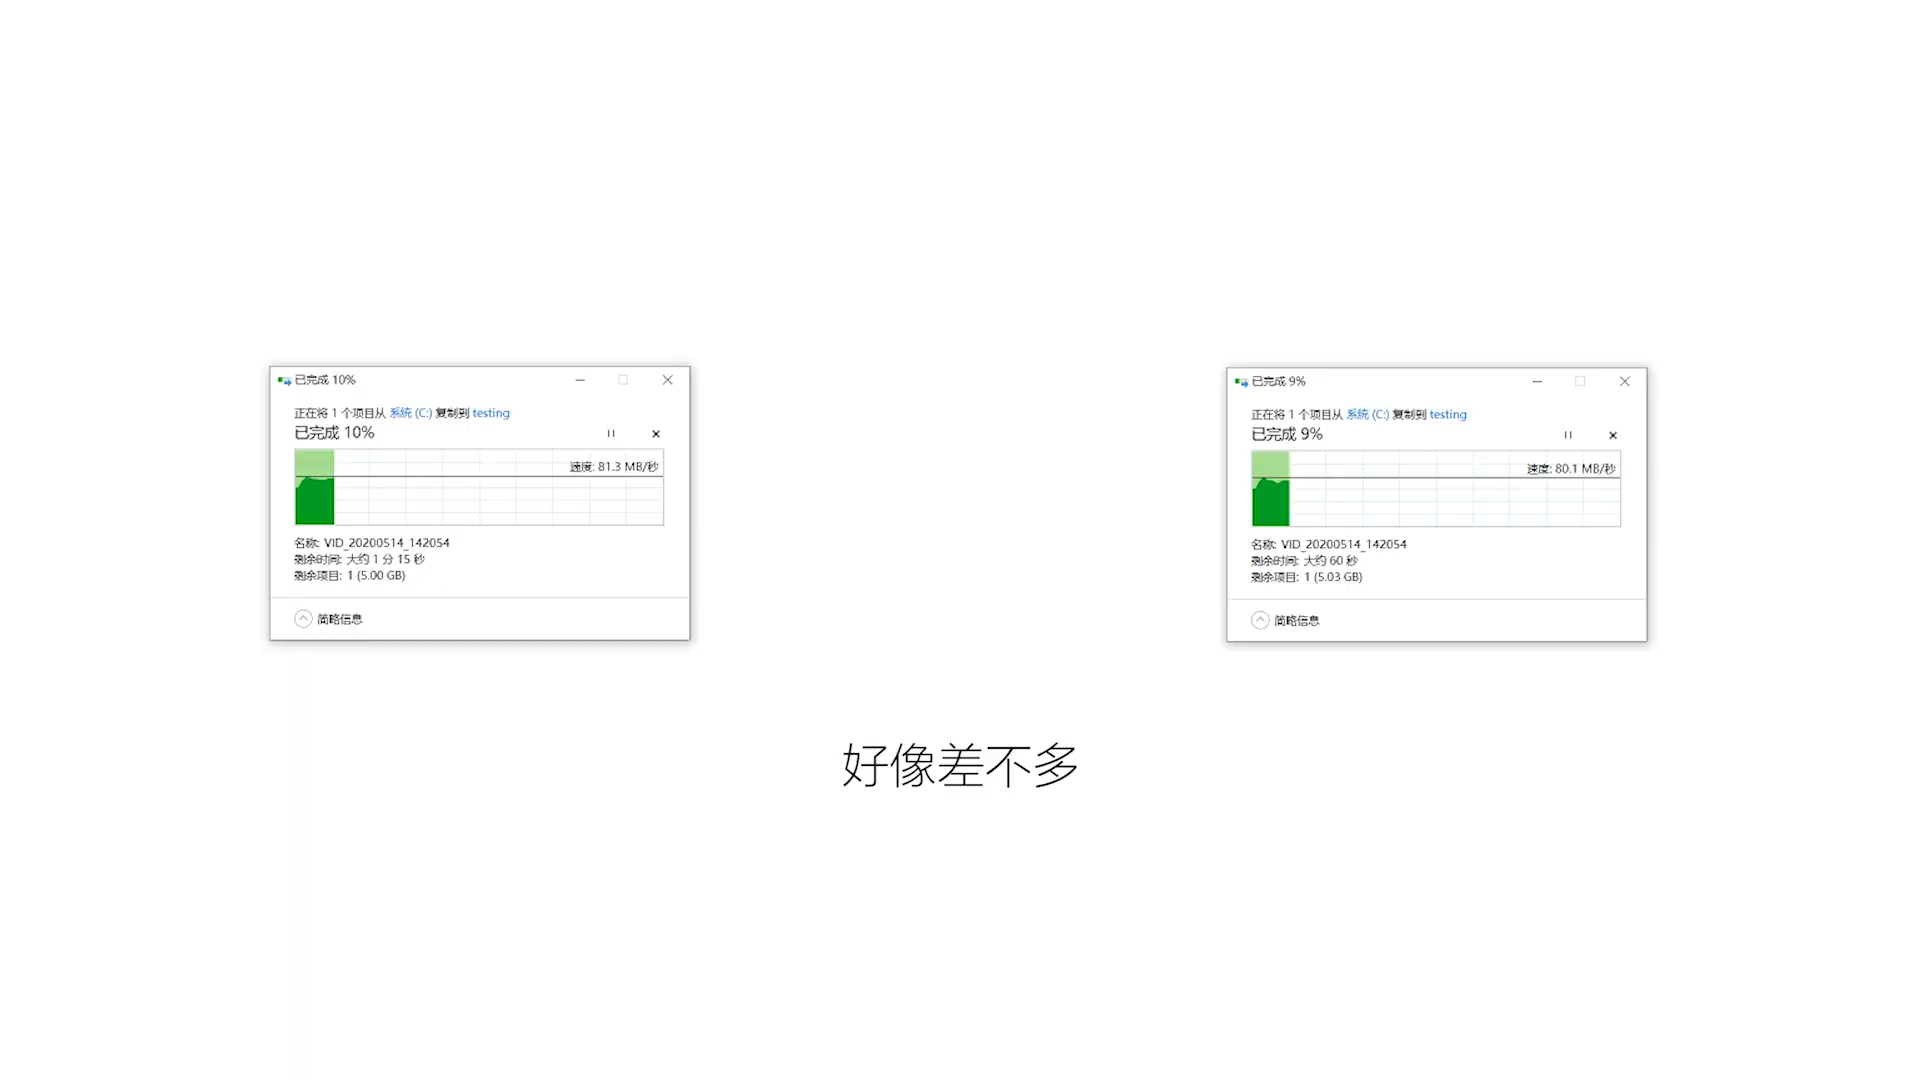 已完成 10%
正在将 1 个项目从 系统 (C:) 复制到 testing
已完成 10%
速度: 81.3 MB/秒
名称: VID_20200514_142054
剩余时间: 大约 1 分 15 秒
剩余项目: 1 (5.00 GB)
简略信息
已完成 9%
正在将 1 个项目从 系统 (C:) 复制到 testing
已完成 9%
速度: 80.1 MB/秒
名称: VID_20200514_142054
剩余时间: 大约 60 秒
剩余项目: 1 (5.03 GB)
简略信息
好像差不多